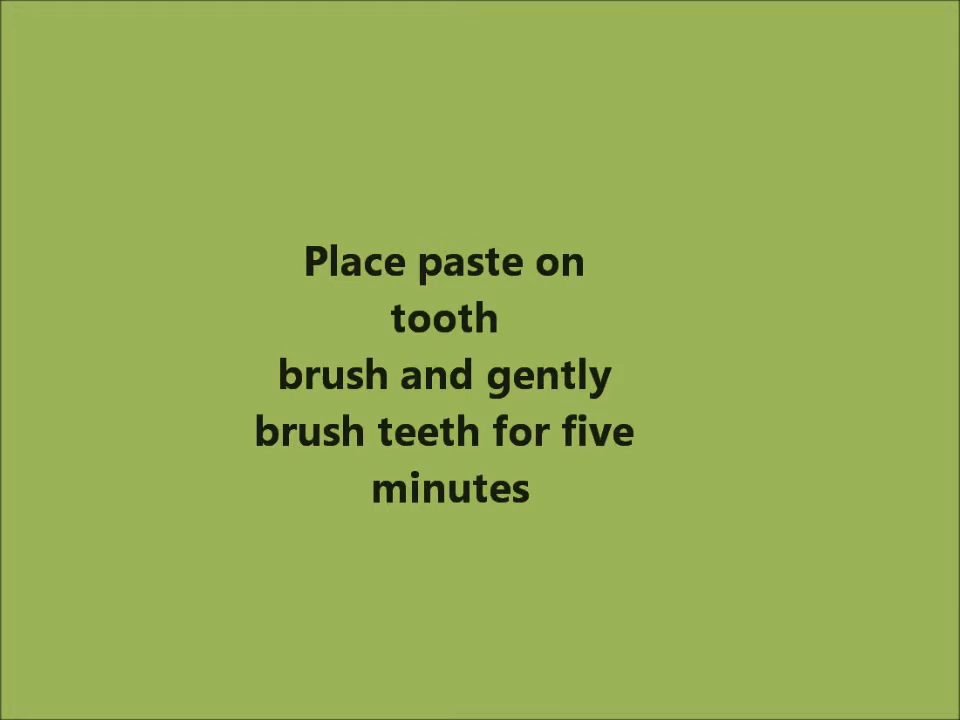 Place paste on
tooth
brush and gently
brush teeth for five
minutes